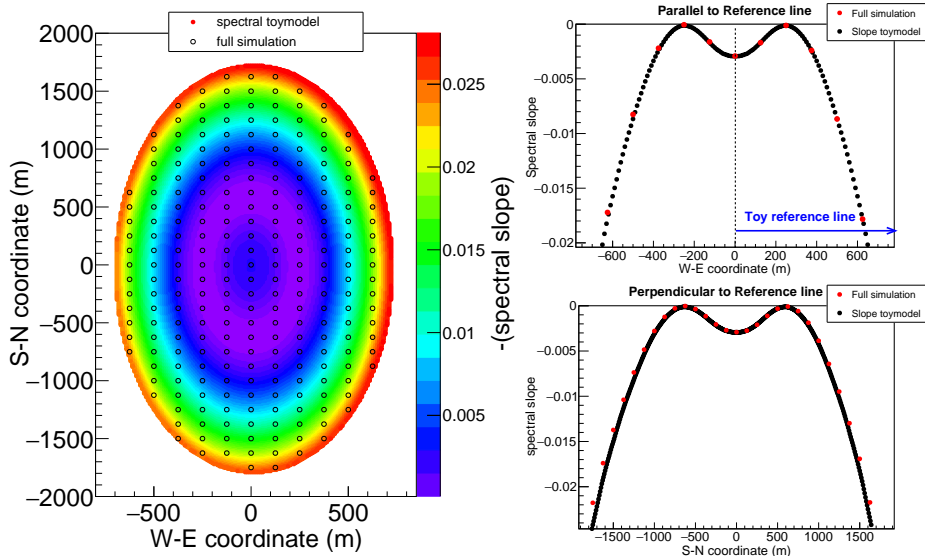 spectral toymodel
full simulation
2000
1500
1000
500
0
−500
−1000
−1500
−2000
S-N coordinate (m)
−500
0
500
W-E coordinate (m)
0.02
0.015
0.01
0.005
-(spectral slope)
Parallel to Reference line
Full simulation
Slope toymodel
0
−0.005
−0.01
−0.015
−0.02
Spectral slope
Toy reference line
−600
−400
−200
0
200
400
600
W-E coordinate (m)
Perpendicular to Reference line
Full simulation
Slope toymodel
0
−0.005
−0.01
−0.015
−0.02
spectral slope
−1500
−1000
−500
0
500
1000
1500
S-N coordinate (m)